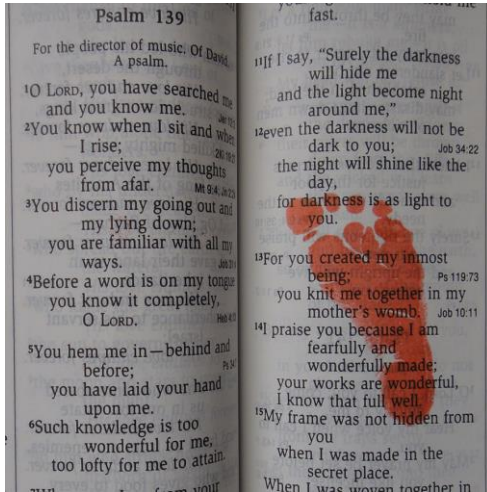 Psalm 139
For the director of music. Of David.
A psalm.
1O LORD, you have searched me
and you know me.
2You know when I sit and when
I rise;
you perceive my thoughts
from afar. Mt 9:4
3You discern my going out and
my lying down;
you are familiar with all my
ways.
4Before a word is on my tongue
you know it completely,
O LORD.
5You hem me in—behind and
before;
you have laid your hand
upon me.
6Such knowledge is too
wonderful for me,
too lofty for me to attain.
from your
fast.
11If I say, “Surely the darkness
will hide me
and the light become night
around me,”
12even the darkness will not be
dark to you; Job 34:22
the night will shine like the
day,
for darkness is as light to
you.
13For you created my inmost
being; Ps 119:73
you knit me together in my
mother's womb. Job 10:11
14I praise you because I am
fearfully and
wonderfully made;
your works are wonderful,
I know that full well.
15My frame was not hidden from
you
when I was made in the
secret place.
When I was woven together in